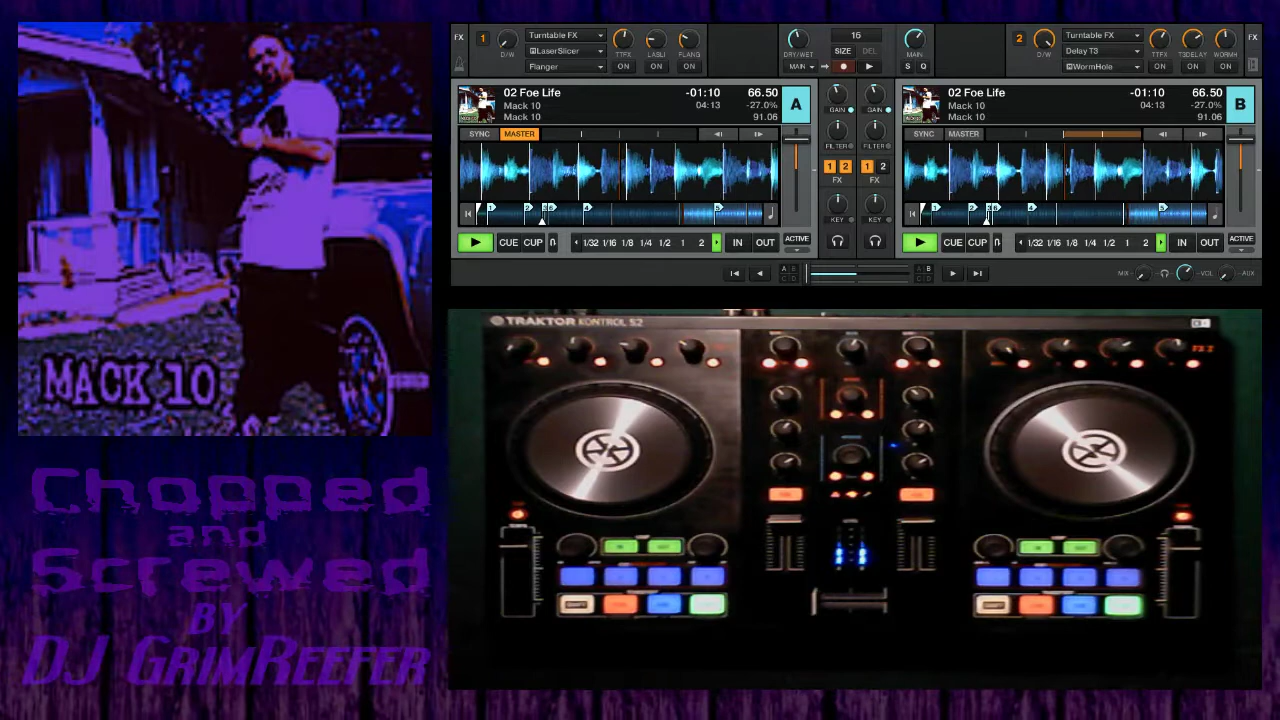 MACK 10
Chopped
and
Screwed
BY
DJ GrimReefer
FX
1
D/W
Turntable FX
LaserSlicer
Flanger
TTFX
LASLI
FLANG
ON
ON
ON
DRY/WET
MAIN
16
SIZE
DEL
MAIN
S Q
2
D/W
Turntable FX
Delay T3
WormHole
TTFX
T3DELAY
WORMH
ON
ON
ON
FX
02 Foe Life
-01:10
66.50
Mack 10
04:13
-27.0%
Mack 10
91.06
A
SYNC
MASTER
GAIN
GAIN
FILTER
FILTER
1 2
1 2
FX
FX
KEY
KEY
02 Foe Life
-01:10
66.50
Mack 10
04:13
-27.0%
Mack 10
91.06
B
SYNC
MASTER
CUE
CUP
1/32 1/16 1/8 1/4 1/2 1 2
IN
OUT
ACTIVE
CUE
CUP
1/32 1/16 1/8 1/4 1/2 1 2
IN
OUT
ACTIVE
A B
C D
A B
C D
MIX
VOL
AUX
TRAKTOR KONTROL S2
FX 2